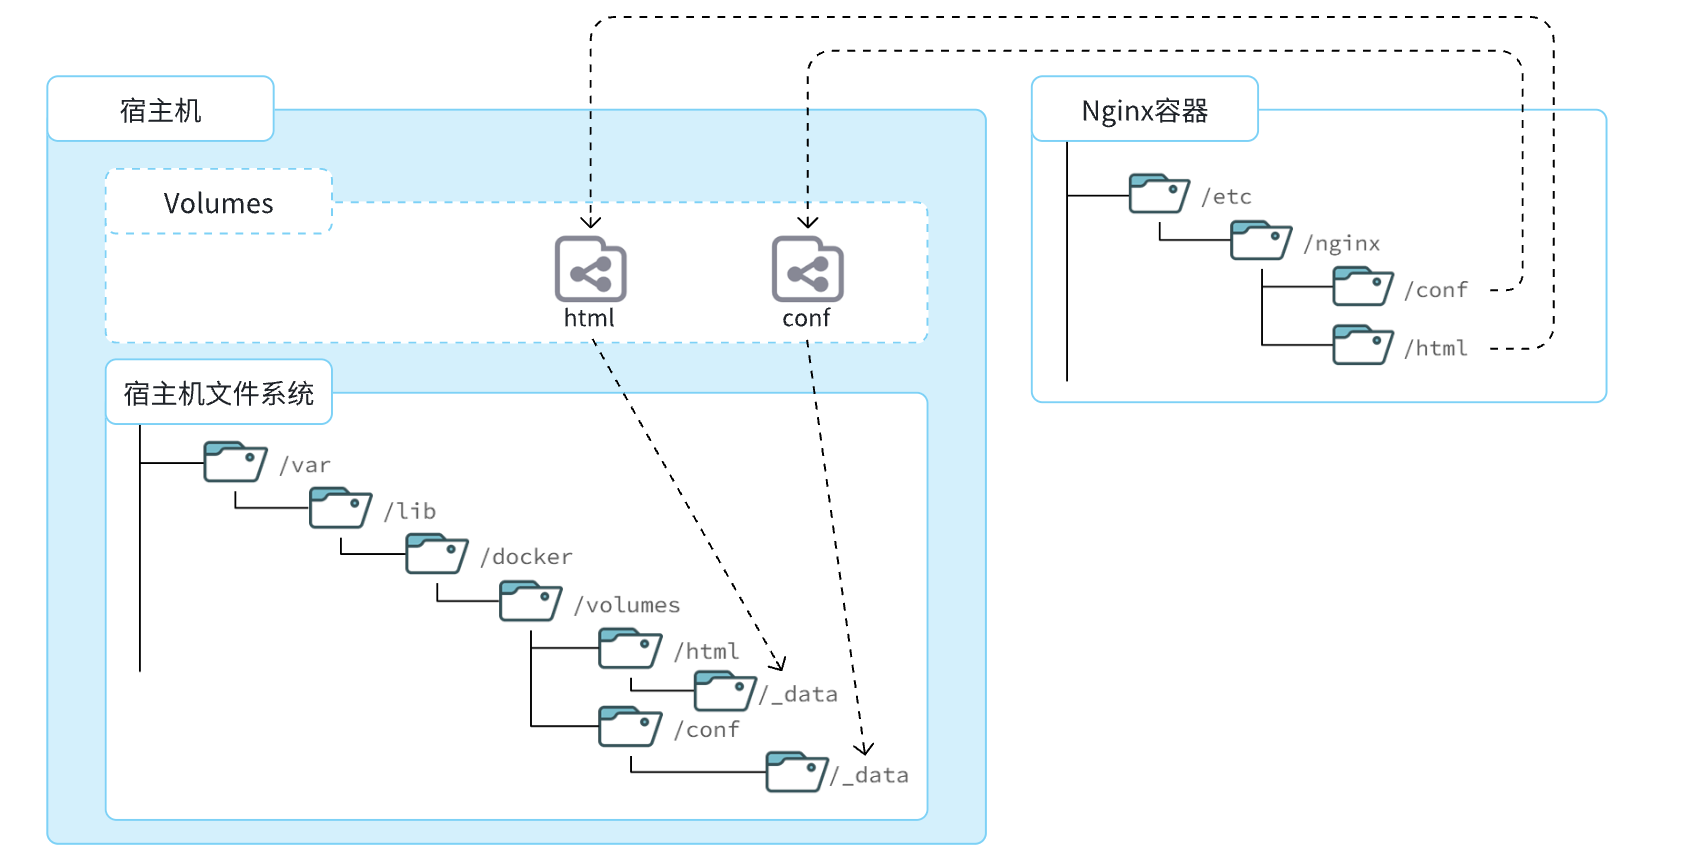 宿主机
Volumes
html
conf
宿主机文件系统
/var
/lib
/docker
/volumes
/html
/_data
/conf
/_data
Nginx容器
/etc
/nginx
/conf
/html